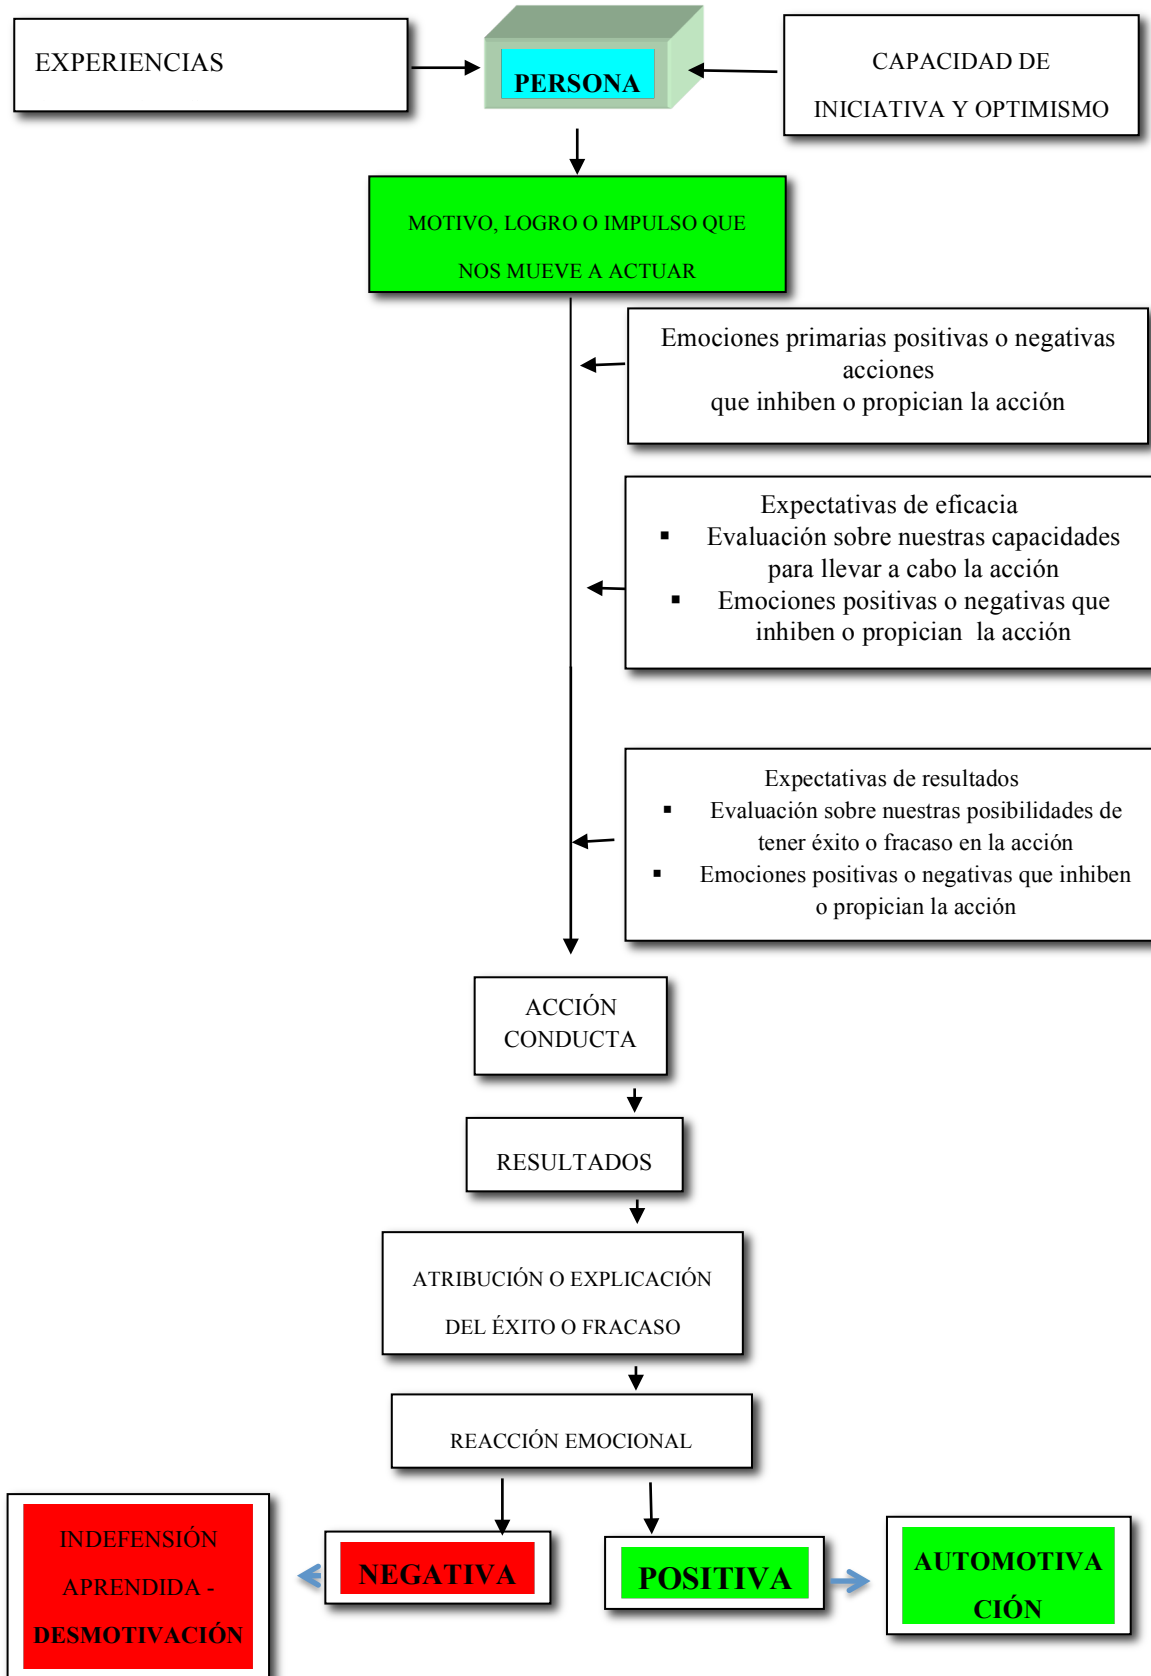 EXPERIENCIAS
PERSONA
CAPACIDAD DE
INICIATIVA Y OPTIMISMO
MOTIVO, LOGRO O IMPULSO QUE
NOS MUEVE A ACTUAR
Emociones primarias positivas o negativas
acciones
que inhiben o propician la acción
Expectativas de eficacia
▪ Evaluación sobre nuestras capacidades
para llevar a cabo la acción
▪ Emociones positivas o negativas que
inhiben o propician la acción
Expectativas de resultados
▪ Evaluación sobre nuestras posibilidades de
tener éxito o fracaso en la acción
▪ Emociones positivas o negativas que inhiben
o propician la acción
ACCIÓN
CONDUCTA
RESULTADOS
ATRIBUCIÓN O EXPLICACIÓN
DEL ÉXITO O FRACASO
REACCIÓN EMOCIONAL
INDEFENSIÓN
APRENDIDA -
DESMOTIVACIÓN
NEGATIVA
POSITIVA
AUTOMOTIVA
CIÓN